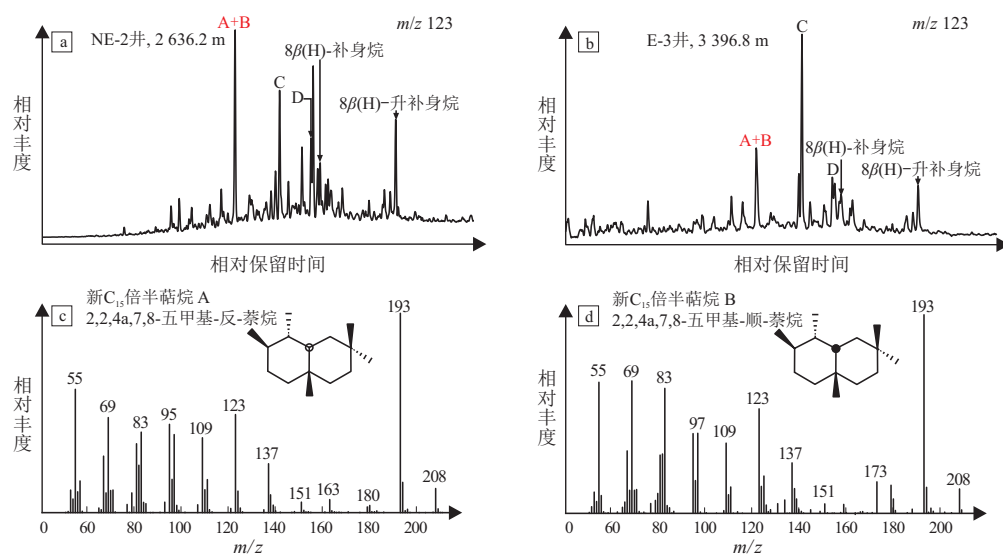 a
NE-2井, 2 636.2 m
A+B
m/z 123
8β(H)-补身烷
C
D
8β(H)-升补身烷
相对丰度
相对保留时间
b
E-3井, 3 396.8 m
C
m/z 123
A+B
8β(H)-补身烷
D
8β(H)-升补身烷
相对丰度
相对保留时间
c
新C₁₅倍半萜烷 A
2,2,4a,7,8-五甲基-反-萘烷
193
55
69
83
95
109
123
137
151
163
180
208
相对丰度
0 60 80 100 120 140 160 180 200
m/z
d
新C₁₅倍半萜烷 B
2,2,4a,7,8-五甲基-顺-萘烷
193
55
69
83
97
109
123
137
151
173
208
相对丰度
0 60 80 100 120 140 160 180 200
m/z